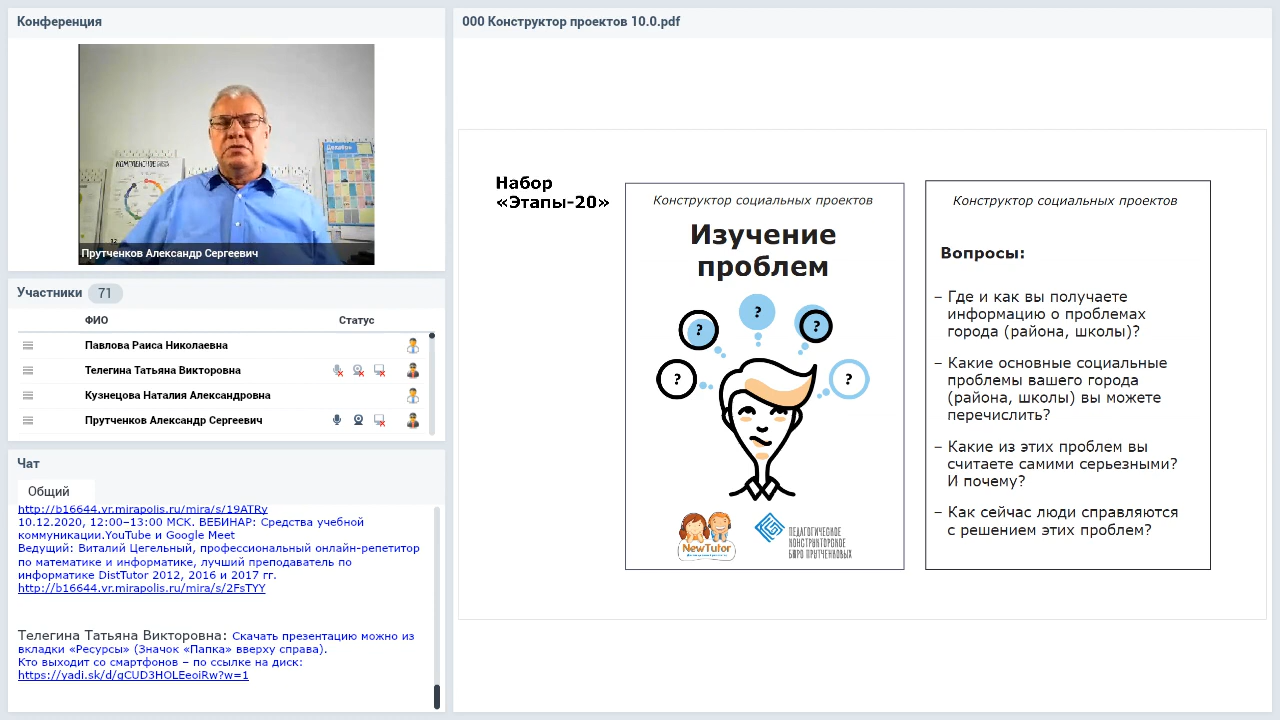 Конференция
Декабрь
Прутченков Александр Сергеевич
Участники 71
ФИО Статус
Павлова Раиса Николаевна
Телегина Татьяна Викторовна
Кузнецова Наталия Александровна
Прутченков Александр Сергеевич
Чат
Общий
http://b16644.vr.mirapolis.ru/mira/s/19ATRy
10.12.2020, 12:00–13:00 МСК. ВЕБИНАР: Средства учебной
коммуникации.YouTube и Google Meet
Ведущий: Виталий Цегельный, профессиональный онлайн-репетитор
по математике и информатике, лучший преподаватель по
информатике DistTutor 2012, 2016 и 2017 гг.
http://b16644.vr.mirapolis.ru/mira/s/2FsTYY
Телегина Татьяна Викторовна: Скачать презентацию можно из
вкладки «Ресурсы» (Значок «Папка» вверху справа).
Кто выходит со смартфонов – по ссылке на диск:
https://yadi.sk/d/gCUD3HOLEeoiRw?w=1
000 Конструктор проектов 10.0.pdf
Набор
«Этапы-20»
Конструктор социальных проектов
Изучение
проблем
?
?
?
?
?
NewTutor
ПЕДАГОГИЧЕСКОЕ
КОНСТРУКТОРСКОЕ
БЮРО ПРУТЧЕНКОВЫХ
Конструктор социальных проектов
Вопросы:
– Где и как вы получаете
информацию о проблемах
города (района, школы)?
– Какие основные социальные
проблемы вашего города
(района, школы) вы можете
перечислить?
– Какие из этих проблем вы
считаете самими серьезными?
И почему?
– Как сейчас люди справляются
с решением этих проблем?